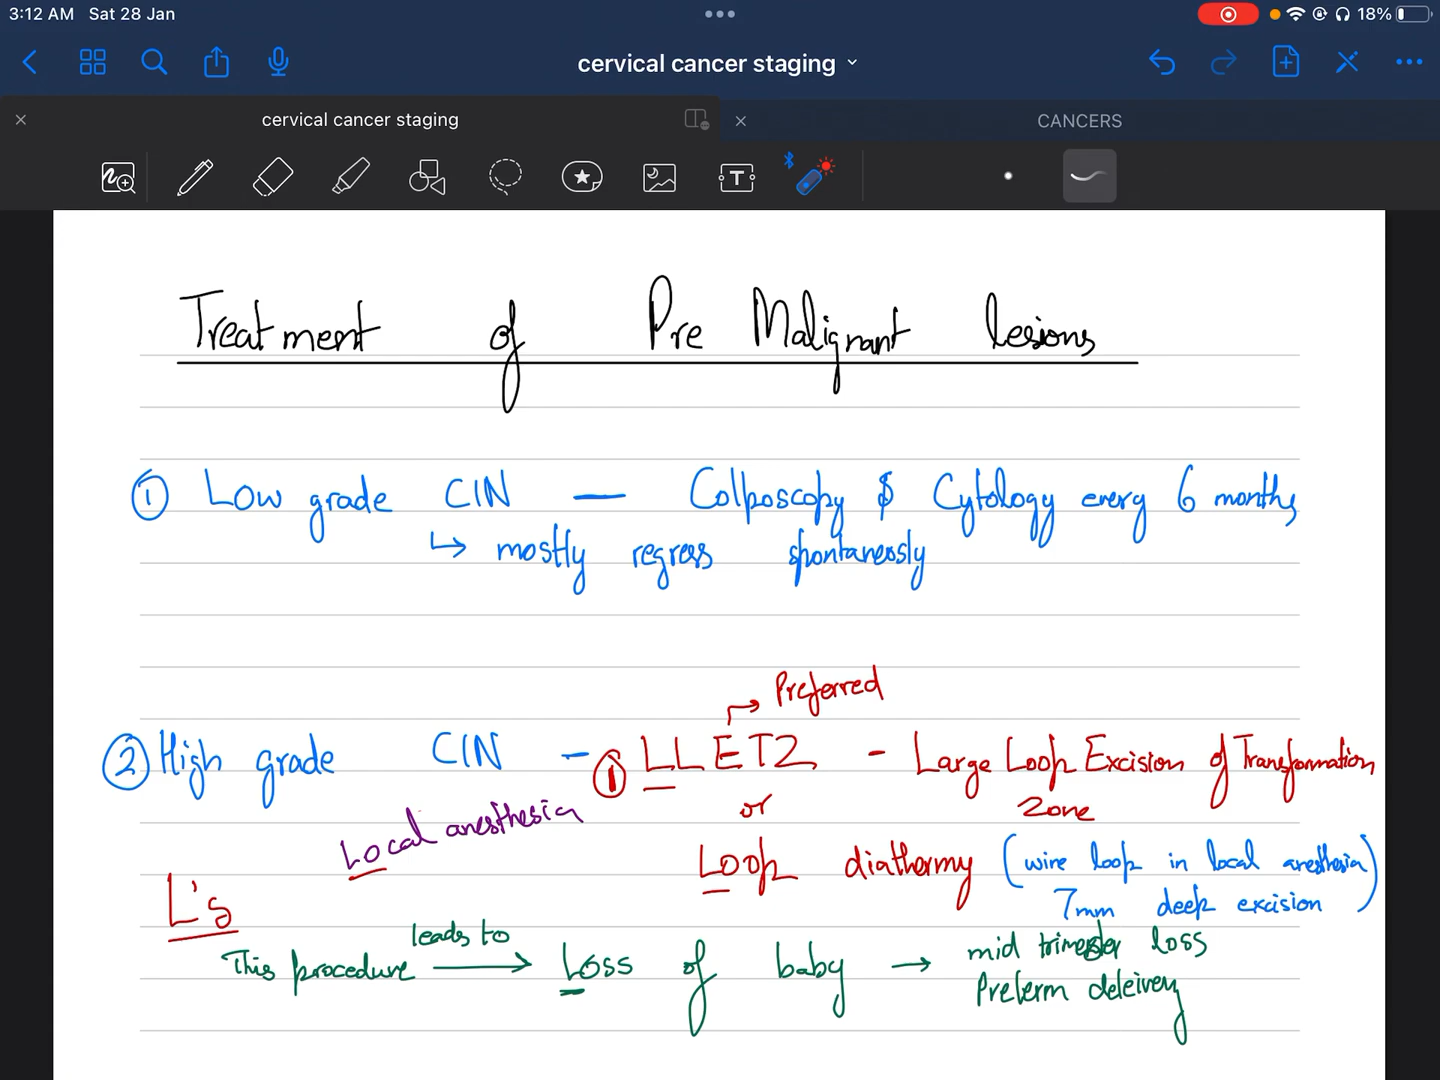 3:12 AM Sat 28 Jan 18%
cervical cancer staging
cervical cancer staging CANCERS
T
Treatment of Pre Malignant lesions
① Low grade CIN — Colposcopy & Cytology every 6 months
↳ mostly regress spontaneosly
→ Preferred
② High grade CIN - ① LLETZ - Large Loop Excision of Transformation
Zone
or
Local anesthesia
Loop diathermy (wire loop in local anesthesia)
7mm deep excision
L's
This procedure leads to → Loss of baby → mid trimester loss
Preterm deleivery